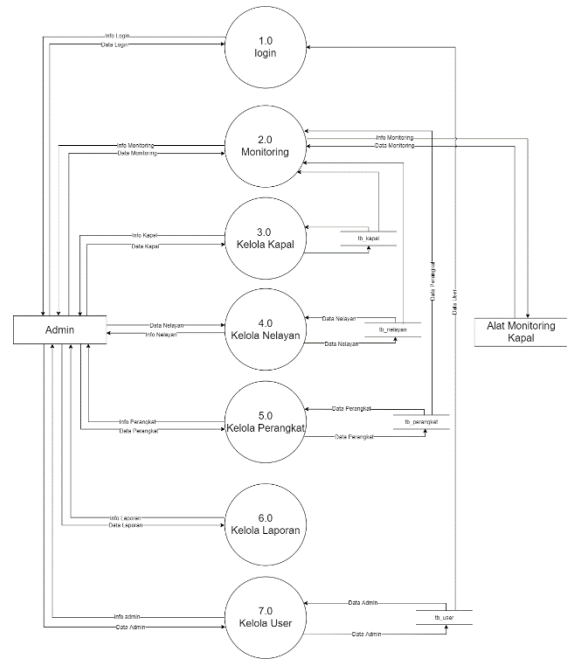 1.0
login
Info Login
Data Login
2.0
Monitoring
Info Monitoring
Data Monitoring
Info Monitoring
Data Monitoring
3.0
Kelola Kapal
Info Kapal
Data Kapal
tb_kapal
Data Perangkat
Data User
4.0
Kelola Nelayan
Data Nelayan
Info Nelayan
Data Nelayan
Data Nelayan
tb_nelayan
Admin
Alat Monitoring
Kapal
5.0
Kelola Perangkat
Info Perangkat
Data Perangkat
Data Perangkat
Data Perangkat
tb_perangkat
6.0
Kelola Laporan
Info Laporan
Data Laporan
7.0
Kelola User
Info admin
Data Admin
Data Admin
Data Admin
tb_user